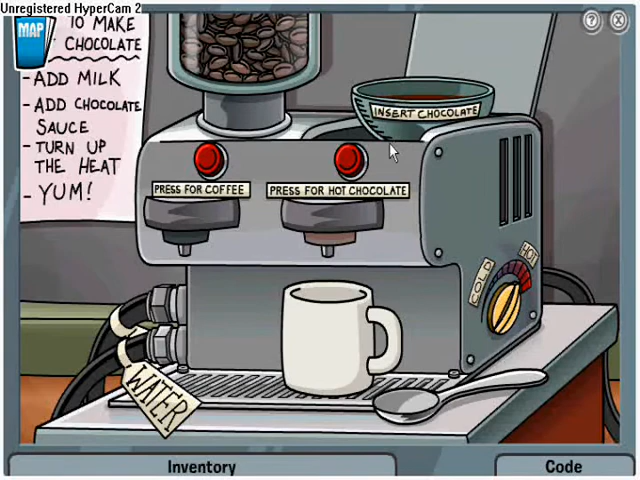 Unregistered HyperCam 2
MAP
TO MAKE
CHOCOLATE
-ADD MILK
-ADD CHOCOLATE
SAUCE
-TURN UP
THE HEAT
-YUM!
INSERT CHOCOLATE
PRESS FOR COFFEE
PRESS FOR HOT CHOCOLATE
COLD
HOT
WATER
?
X
Inventory
Code